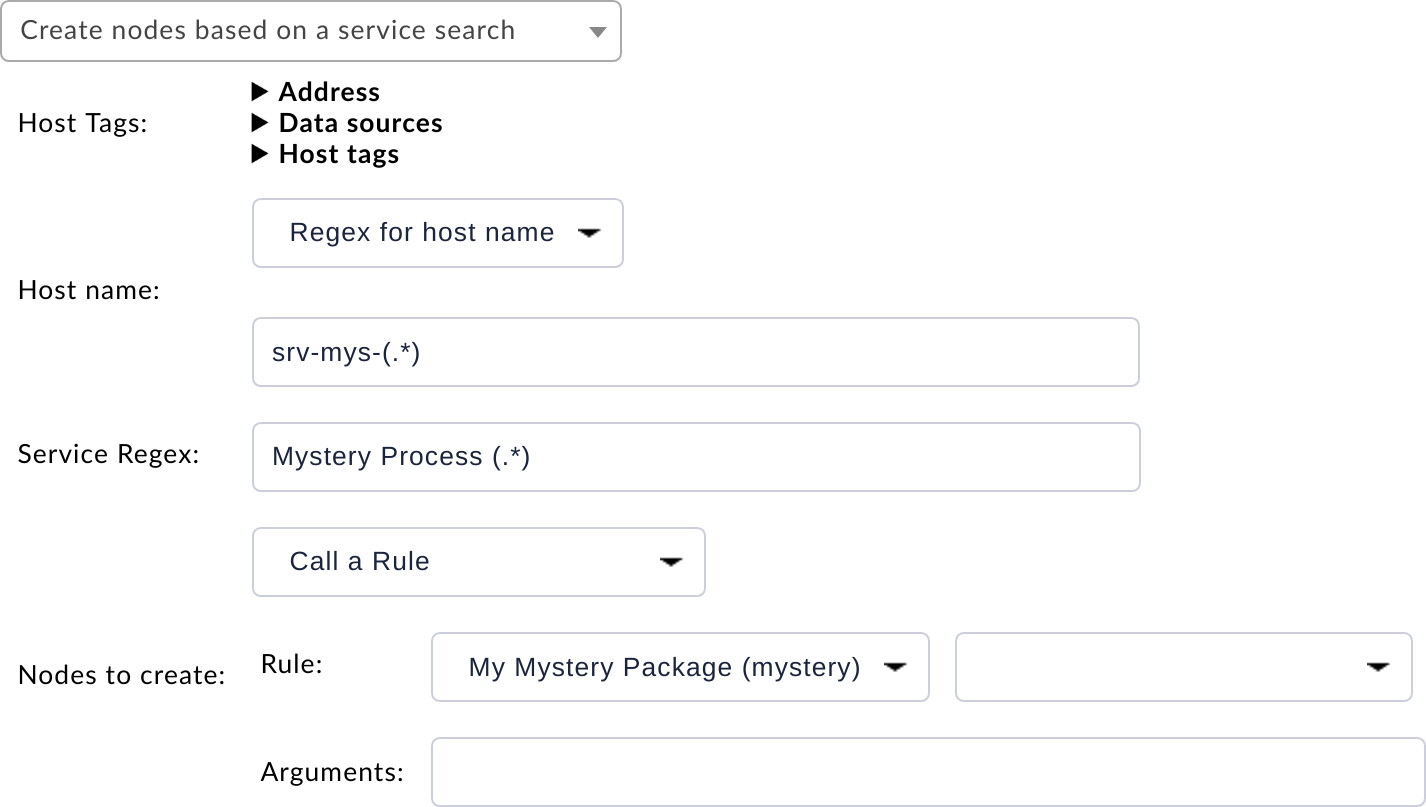 Create nodes based on a service search
Host Tags:
Address
Data sources
Host tags
Host name:
Regex for host name
srv-mys-(.*)
Service Regex:
Mystery Process (.*)
Nodes to create:
Call a Rule
Rule:
My Mystery Package (mystery)
Arguments: